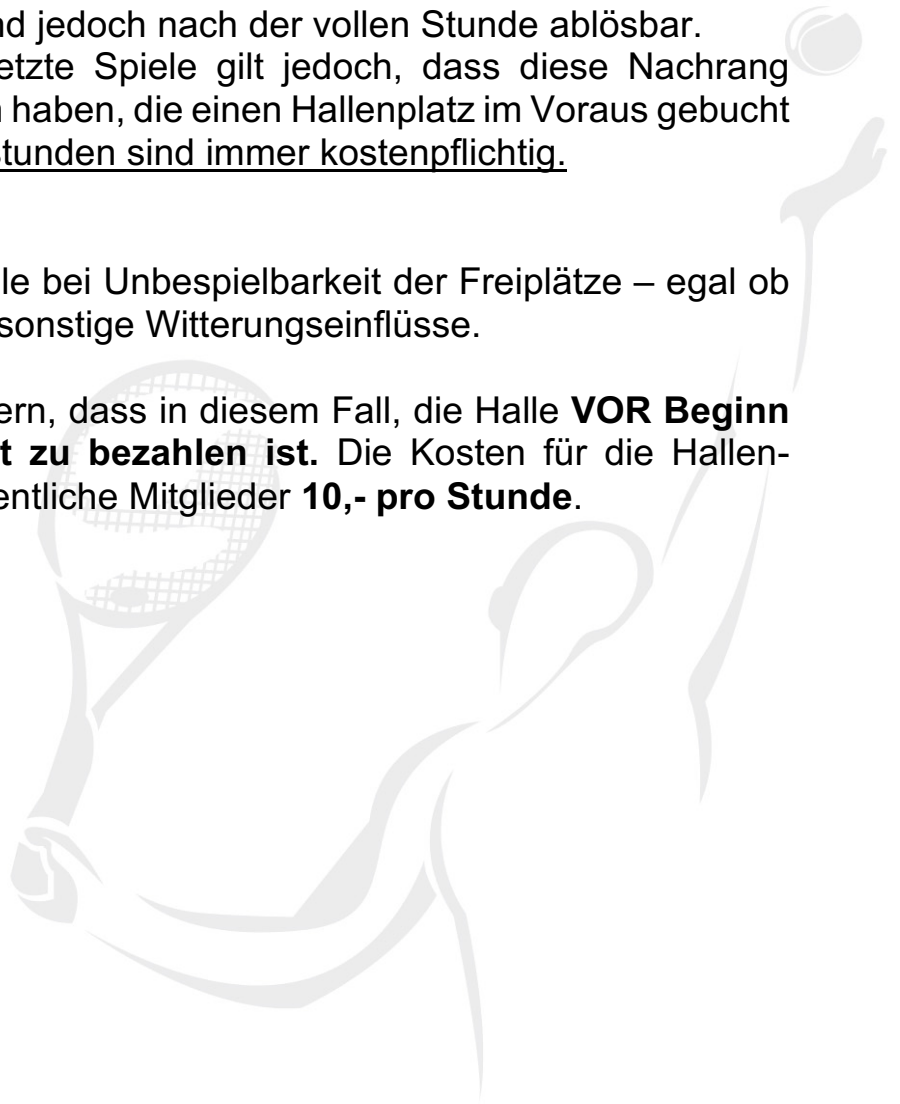 nd jedoch nach der vollen Stunde ablösbar.
etzte Spiele gilt jedoch, dass diese Nachrang
haben, die einen Hallenplatz im Voraus gebucht
stunden sind immer kostenpflichtig.
le bei Unbespielbarkeit der Freiplätze – egal ob
sonstige Witterungseinflüsse.
ern, dass in diesem Fall, die Halle VOR Beginn
t zu bezahlen ist. Die Kosten für die Hallen-
entliche Mitglieder 10,- pro Stunde.